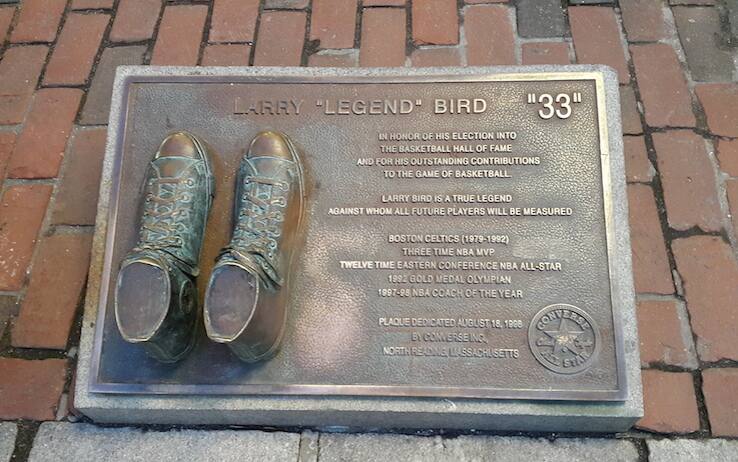 LARRY "LEGEND" BIRD "33"
IN HONOR OF HIS ELECTION INTO
THE BASKETBALL HALL OF FAME
AND FOR HIS OUTSTANDING CONTRIBUTIONS
TO THE GAME OF BASKETBALL.
LARRY BIRD IS A TRUE LEGEND
AGAINST WHOM ALL FUTURE PLAYERS WILL BE MEASURED
BOSTON CELTICS (1979-1992)
THREE TIME NBA MVP
TWELVE TIME EASTERN CONFERENCE NBA ALL-STAR
1992 GOLD MEDAL OLYMPIAN
1997-98 NBA COACH OF THE YEAR
PLAQUE DEDICATED AUGUST 18, 1998
BY CONVERSE INC.
NORTH READING, MASSACHUSETTS
CONVERSE
ALL STAR